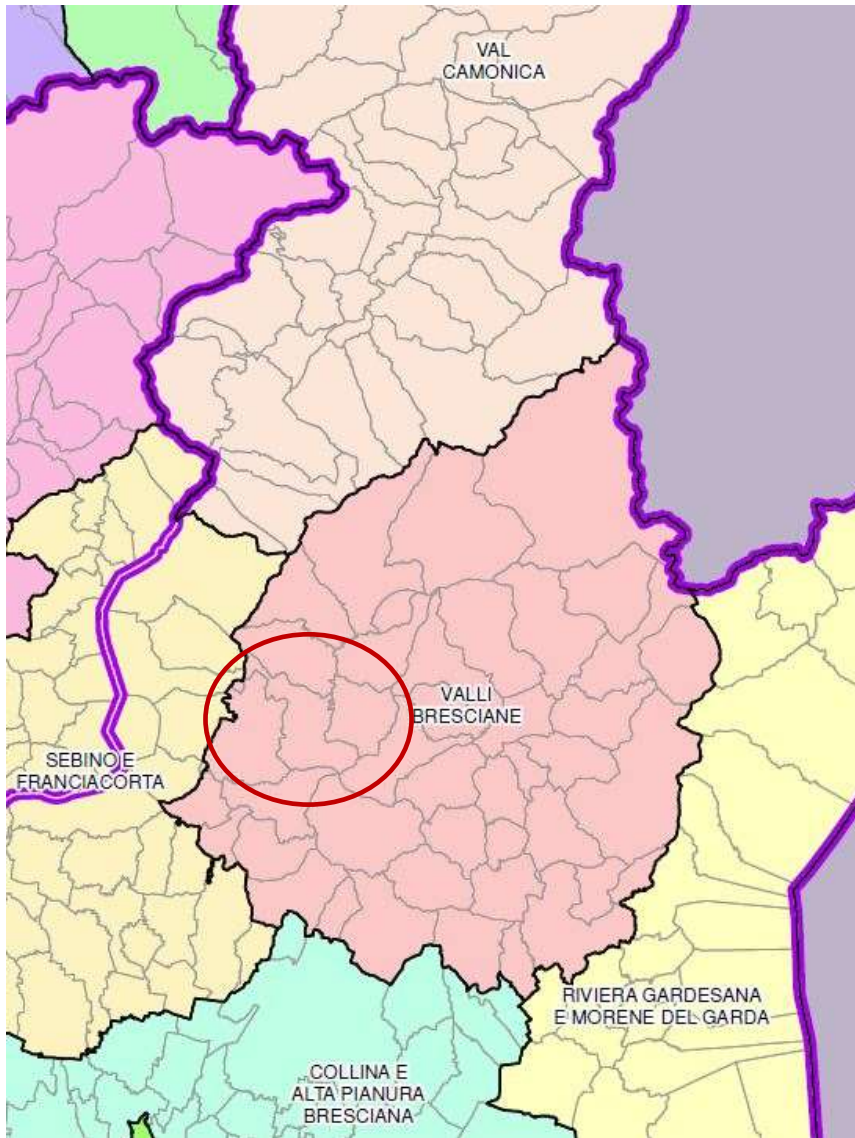 VAL
CAMONICA
VALLI
BRESCIANE
SEBINO E
FRANCIACORTA
RIVIERA GARDESANA
E MORENE DEL GARDA
COLLINA E
ALTA PIANURA
BRESCIANA